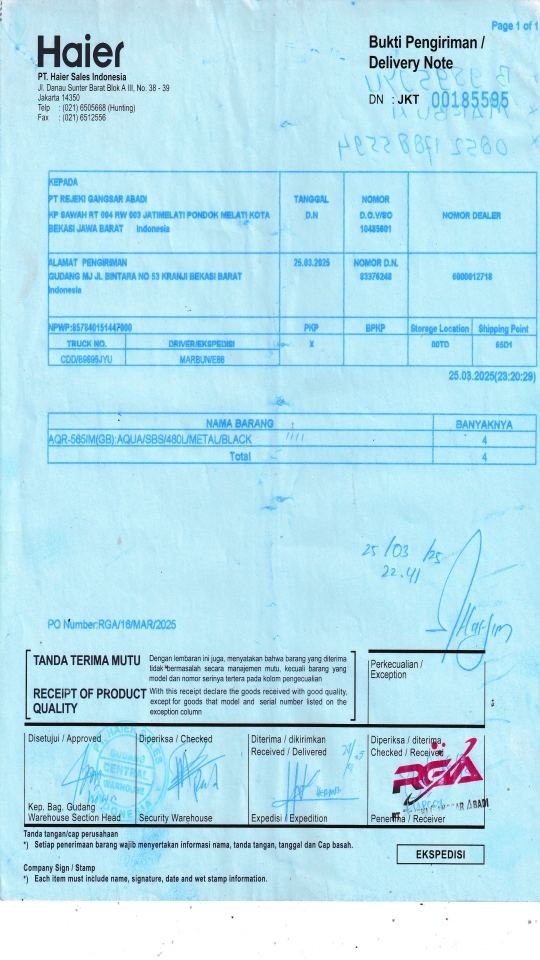 Page 1 of 1
Haier
PT. Haier Sales Indonesia
Jl. Danau Sunter Barat Blok A III, No. 38 - 39
Jakarta 14350
Telp : (021) 6505668 (Hunting)
Fax : (021) 6512556
Bukti Pengiriman /
Delivery Note
DN : JKT 00185595
KEPADA
PT REJEKI GANGSAR ABADI
KP SAWAH RT 004 RW 003 JATIMELATI PONDOK MELATI KOTA
BEKASI JAWA BARAT Indonesia
TANGGAL
D.N
NOMOR
D.O.V/SO
10485601
NOMOR DEALER
ALAMAT PENGIRIMAN
GUDANG MJ JL BINTARA NO 53 KRANJI BEKASI BARAT
Indonesia
25.03.2025
NOMOR D.N.
83376248
6000012718
NPWP:657840151447000
PKP BPKP Storage Location Shipping Point
TRUCK NO. DRIVER/EKSPEDISI X 00TD 65D1
CDD/B9895JYU MARBUN/E66
25.03.2025(23:20:29)
NAMA BARANG BANYAKNYA
AQR-56SIM(GB):AQUA/SBS/480L/METAL/BLACK 4
Total 4
25/03/25
22.41
PO Number:RGA/16/MAR/2025
TANDA TERIMA MUTU
Dengan lembaran ini juga, menyatakan bahwa barang yang diterima
tidak bermasalah secara manajemen mutu, kecuali barang yang
model dan nomor serinya tertera pada kolom pengecualian
RECEIPT OF PRODUCT
QUALITY
With this receipt declare the goods received with good quality,
except for goods that model and serial number listed on the
exception column
Perkecualian /
Exception
Disetujui / Approved
Diperiksa / Checked
Diterima / dikirimkan
Received / Delivered
Diperiksa / diterima
Checked / Received
CENTRAL
WAREHOUSE
RGA
Kep. Bag. Gudang
Warehouse Section Head
Security Warehouse
Expedisi / Expedition
Penerima / Receiver
Tanda tangan/cap perusahaan
*) Setiap penerimaan barang wajib menyertakan informasi nama, tanda tangan, tanggal dan Cap basah.
EKSPEDISI
Company Sign / Stamp
*) Each item must include name, signature, date and wet stamp information.